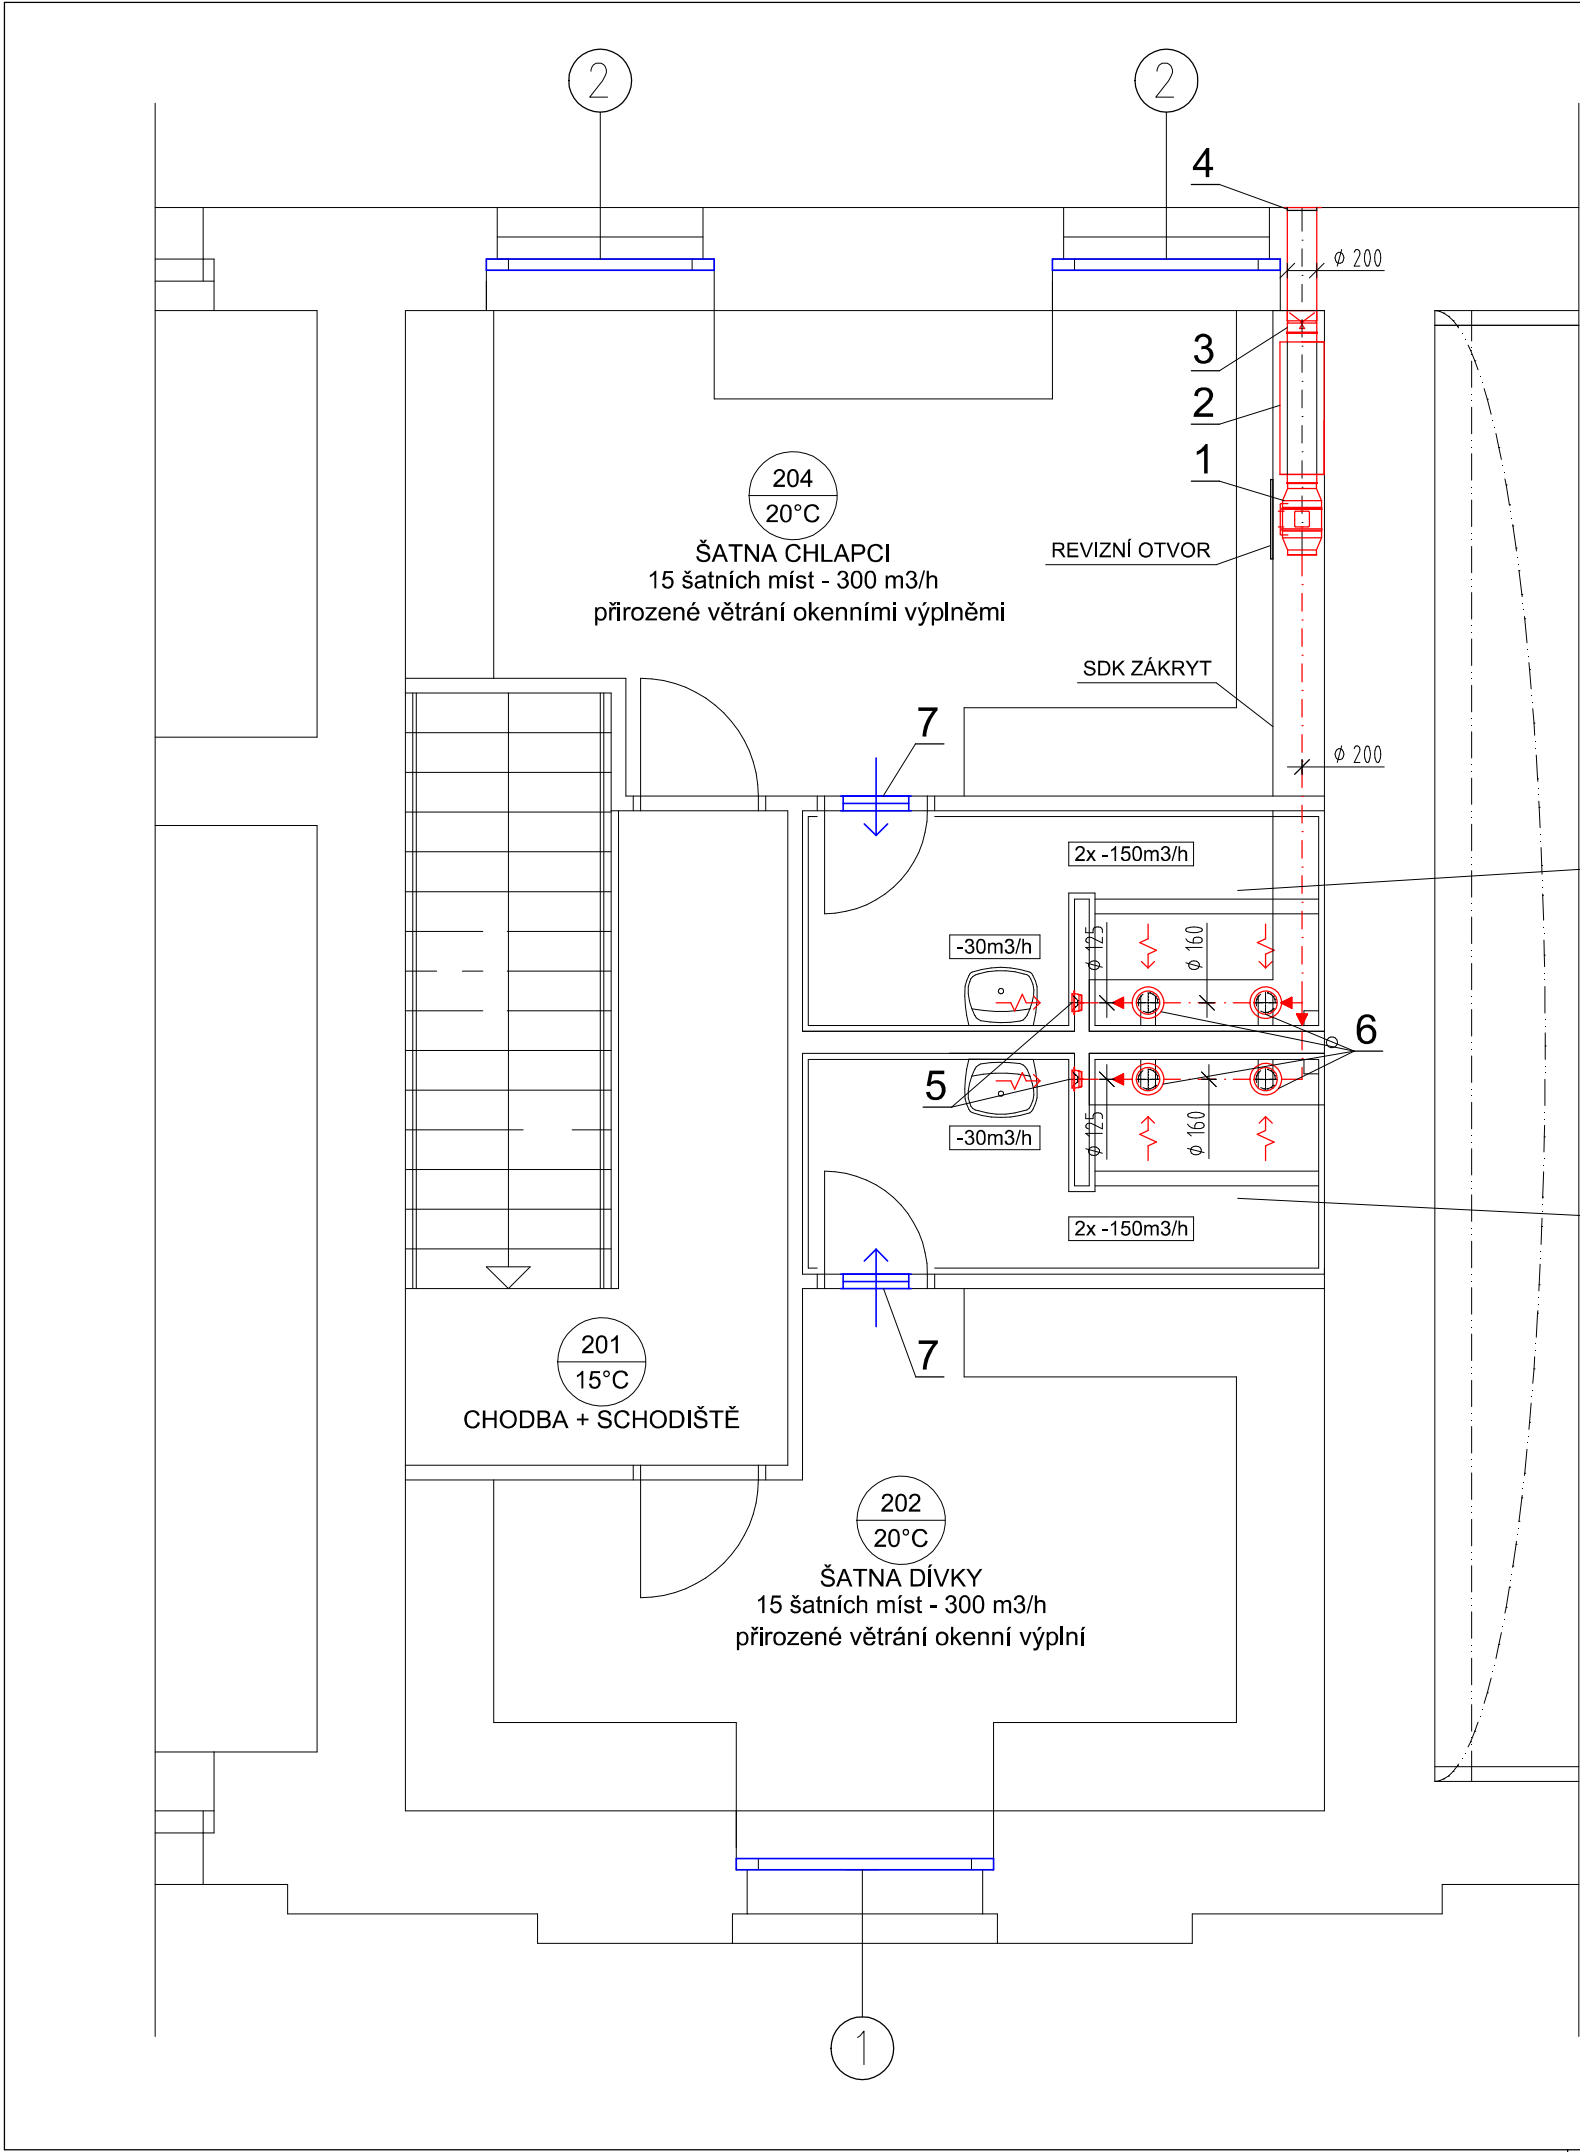 2
2
4
ϕ 200
3
2
1
204
20°C
ŠATNA CHLAPCI
15 šatních míst - 300 m3/h
přirozené větrání okenními výplněmi
REVIZNÍ OTVOR
SDK ZÁKRYT
7
ϕ 200
2x -150m3/h
-30m3/h
ϕ 125
ϕ 160
6
5
-30m3/h
ϕ 125
ϕ 160
2x -150m3/h
7
201
15°C
CHODBA + SCHODIŠTĚ
202
20°C
ŠATNA DÍVKY
15 šatních míst - 300 m3/h
přirozené větrání okenní výplní
1